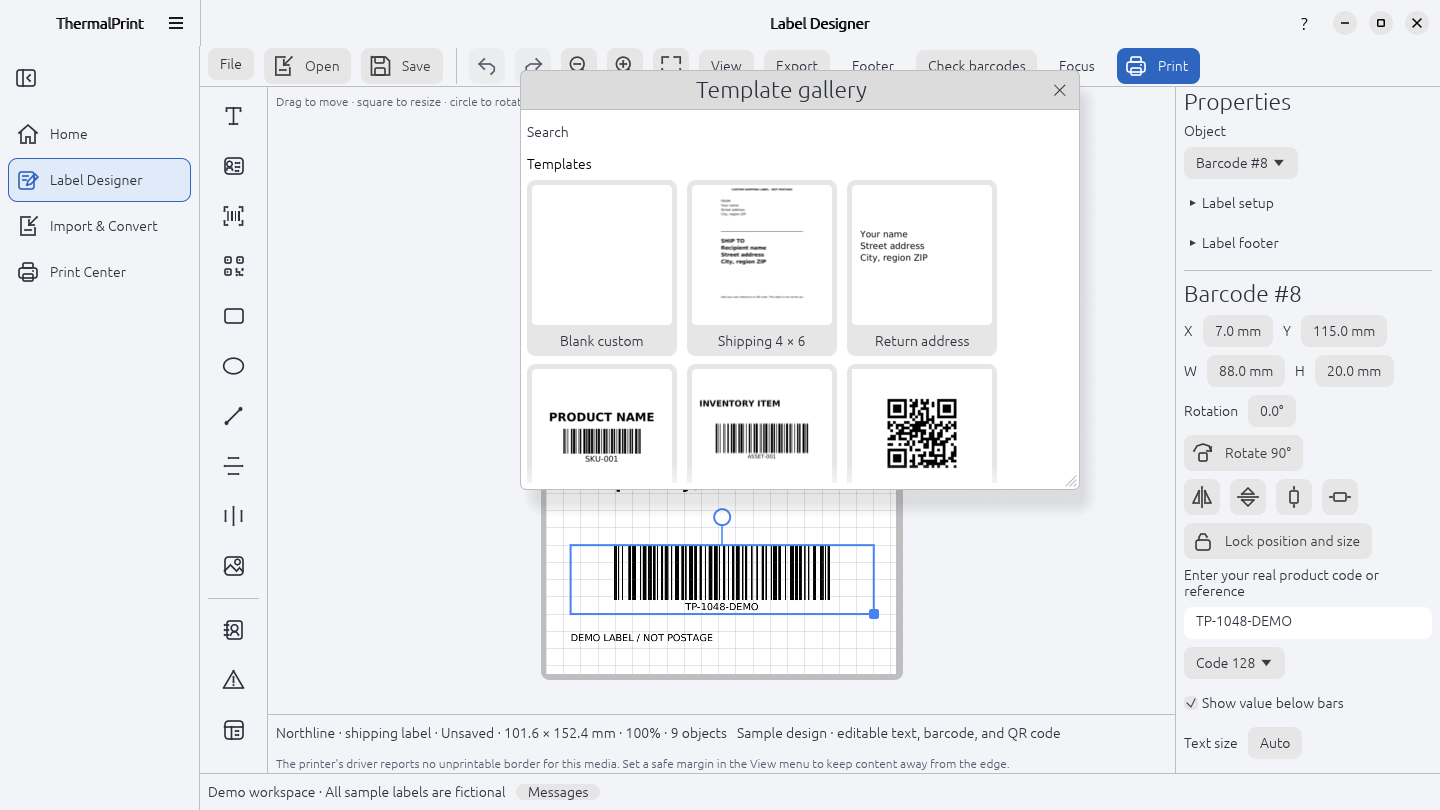 ThermalPrint
Label Designer
?
File
Open
Save
View
Export
Footer
Check barcodes
Focus
Print
Home
Label Designer
Import & Convert
Print Center
Drag to move · square to resize · circle to rotat
Template gallery
Search
Templates
SHIP TO
Recipient name
Street address
City, region ZIP
Your name
Street address
City, region ZIP
Blank custom
Shipping 4 × 6
Return address
PRODUCT NAME
SKU-001
INVENTORY ITEM
ASSET-001
TP-1048-DEMO
DEMO LABEL / NOT POSTAGE
Northline · shipping label · Unsaved · 101.6 × 152.4 mm · 100% · 9 objects Sample design · editable text, barcode, and QR code
The printer's driver reports no unprintable border for this media. Set a safe margin in the View menu to keep content away from the edge.
Demo workspace · All sample labels are fictional
Messages
Properties
Object
Barcode #8
Label setup
Label footer
Barcode #8
X 7.0 mm Y 115.0 mm
W 88.0 mm H 20.0 mm
Rotation 0.0°
Rotate 90°
Lock position and size
Enter your real product code or
reference
TP-1048-DEMO
Code 128
Show value below bars
Text size Auto